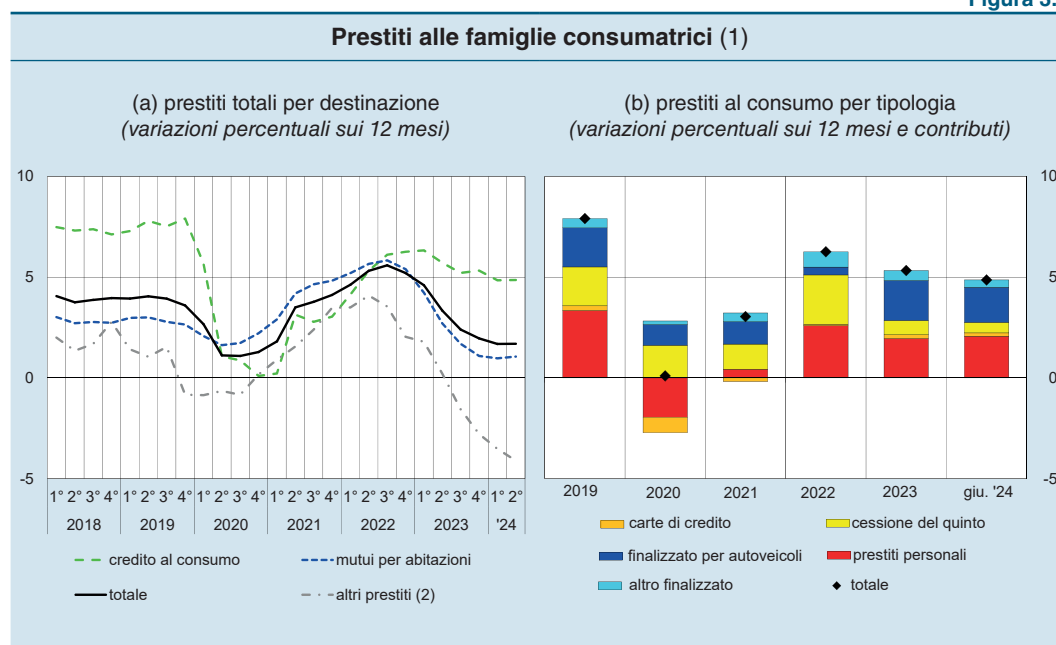 Figura 3.
Prestiti alle famiglie consumatrici (1)
(a) prestiti totali per destinazione
(variazioni percentuali sui 12 mesi)
(b) prestiti al consumo per tipologia
(variazioni percentuali sui 12 mesi e contributi)
10
5
0
-5
10
5
0
-5
1° 2° 3° 4° 1° 2° 3° 4° 1° 2° 3° 4° 1° 2° 3° 4° 1° 2° 3° 4° 1° 2° 3° 4° 1° 2°
2018 2019 2020 2021 2022 2023 '24
2019 2020 2021 2022 2023 giu. '24
credito al consumo
mutui per abitazioni
totale
altri prestiti (2)
carte di credito
cessione del quinto
finalizzato per autoveicoli
prestiti personali
altro finalizzato
totale